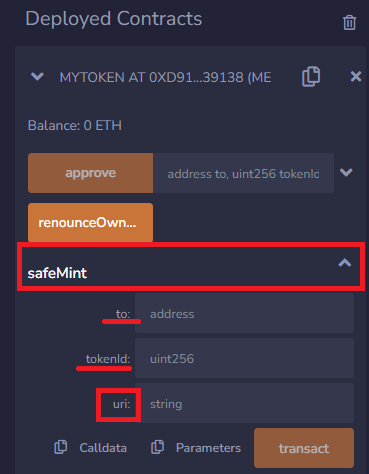 Deployed Contracts
MYTOKEN AT 0XD91...39138 (ME
Balance: 0 ETH
approve address to, uint256 tokenId
renounceOwn...
safeMint
to: address
tokenId: uint256
uri: string
Calldata Parameters transact